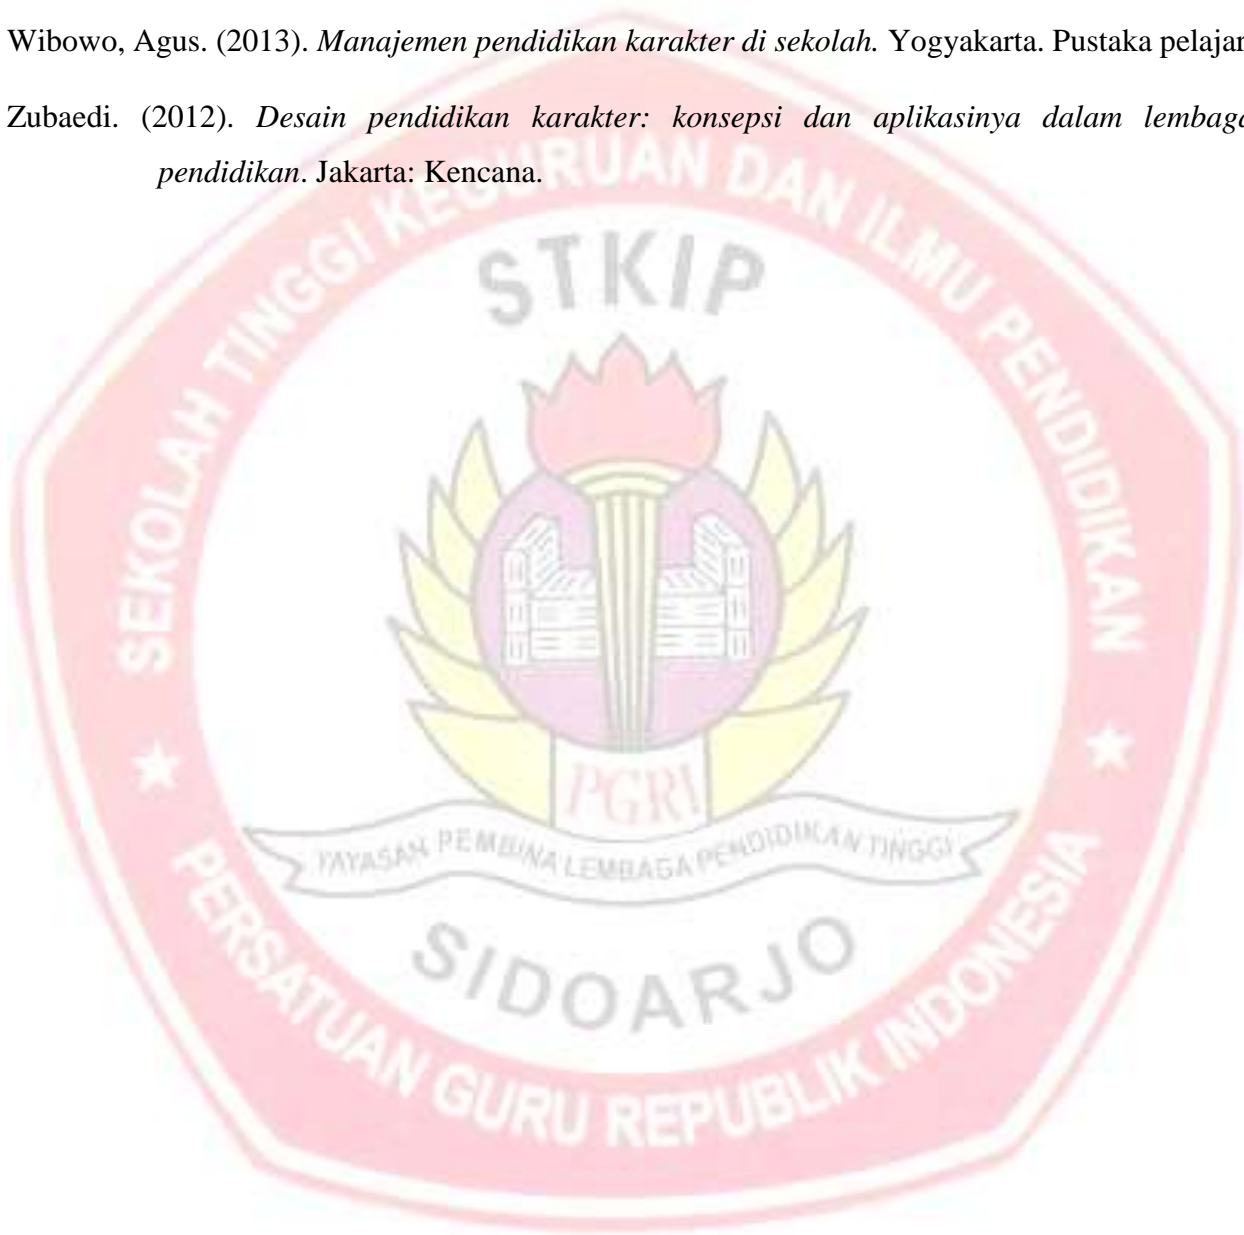 Wibowo, Agus. (2013). Manajemen pendidikan karakter di sekolah. Yogyakarta. Pustaka pelajar
Zubaedi. (2012). Desain pendidikan karakter: konsepsi dan aplikasinya dalam lembaga
pendidikan. Jakarta: Kencana.
SEKOLAH TINGGI KEGURUAN DAN ILMU PENDIDIKAN
STKIP
PGRI
YAYASAN PEMBINA LEMBAGA PENDIDIKAN TINGGI
SIDOARJO
PERSATUAN GURU REPUBLIK INDONESIA